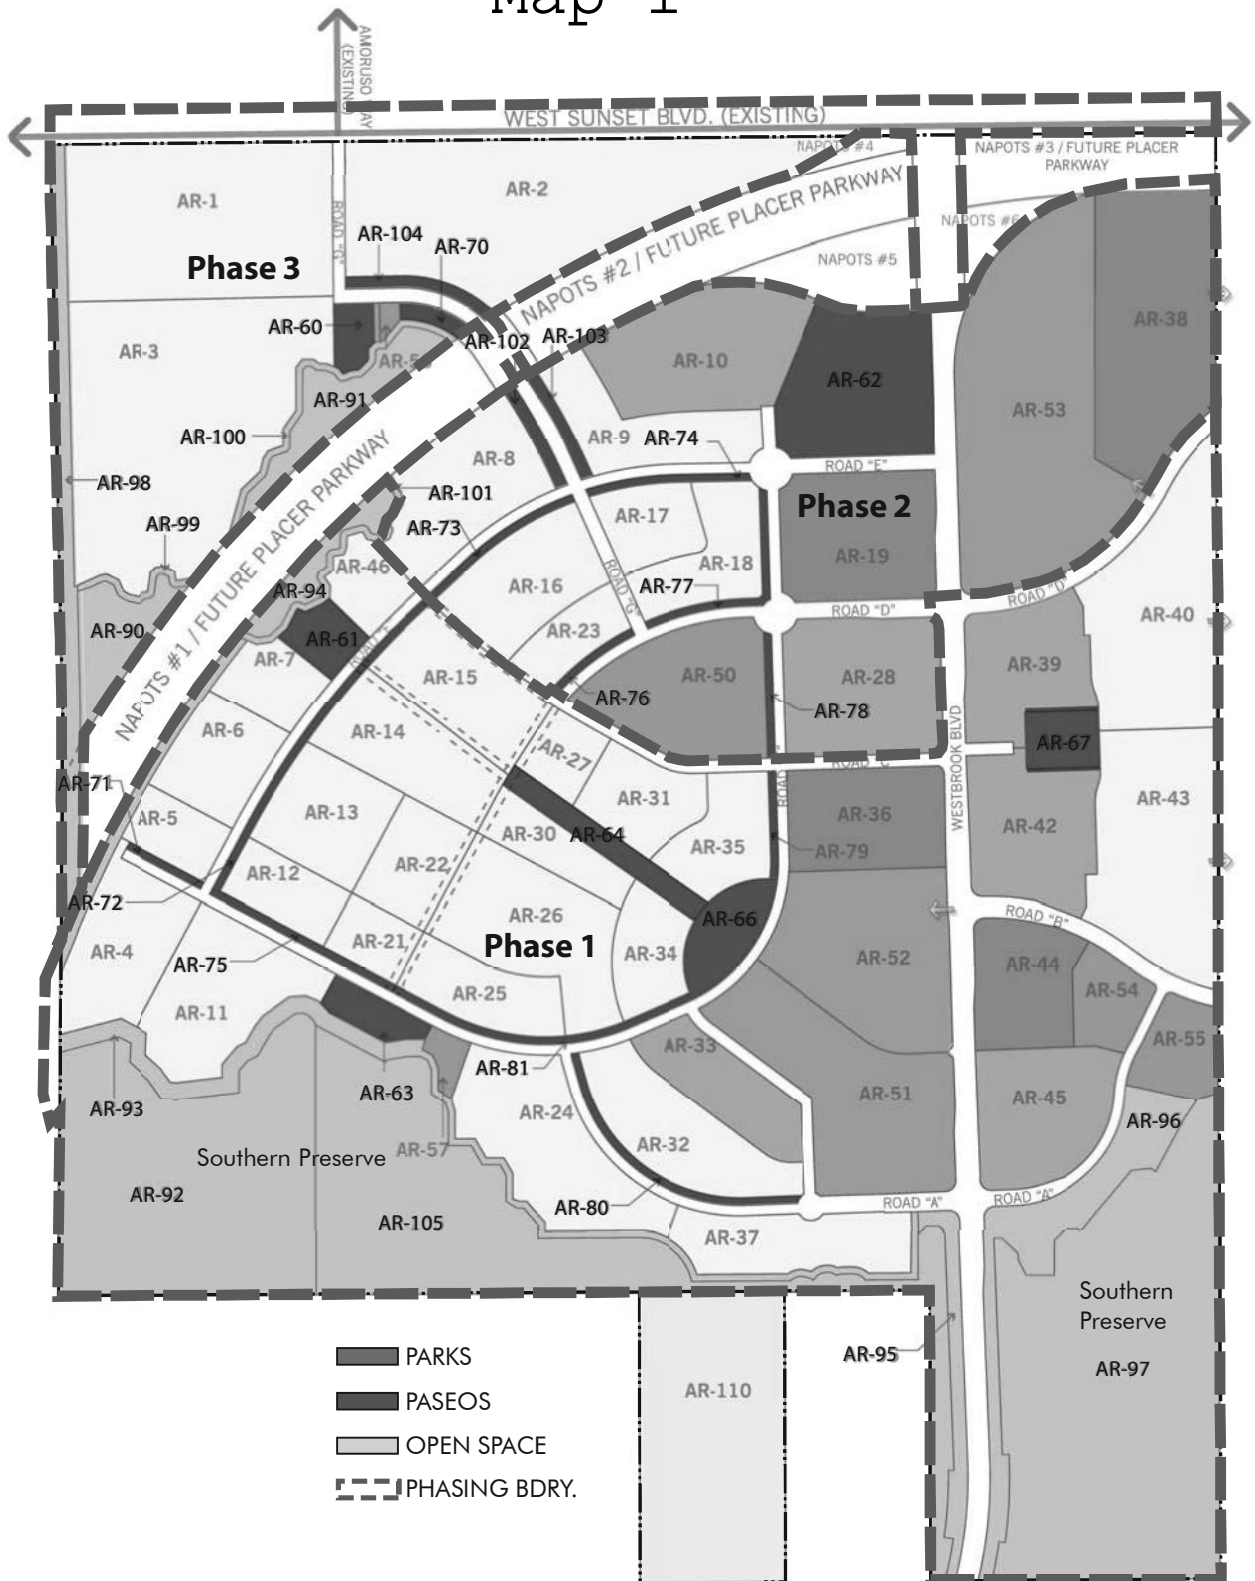 Map 1
AMORUSO WAY
(EXISTING)
WEST SUNSET BLVD. (EXISTING)
NAPOTS #4
NAPOTS #3 / FUTURE PLACER
PARKWAY
AR-1
AR-2
ROAD "G"
NAPOTS #2 / FUTURE PLACER PARKWAY
NAPOTS #6
AR-104
AR-70
Phase 3
NAPOTS #5
AR-60
AR-102
AR-103
AR-38
AR-3
AR-10
AR-62
AR-91
AR-53
AR-100
AR-9
AR-74
AR-8
ROAD "E"
AR-98
AR-101
Phase 2
AR-99
AR-73
AR-17
AR-19
AR-46
AR-18
AR-94
AR-16
ROAD "G"
AR-77
ROAD "D"
ROAD "D"
AR-40
AR-90
AR-61
AR-23
AR-7
AR-39
NAPOTS #1 / FUTURE PLACER PARKWAY
AR-15
AR-50
AR-28
AR-76
AR-78
AR-6
AR-14
AR-27
WESTBROOK BLVD
AR-67
AR-71
AR-31
AR-43
AR-5
AR-13
AR-36
AR-30
AR-64
AR-42
AR-35
AR-79
AR-22
AR-12
AR-72
AR-26
AR-66
ROAD "B"
AR-21
Phase 1
AR-4
AR-34
AR-52
AR-75
AR-44
AR-25
AR-54
AR-11
AR-33
AR-55
AR-81
AR-63
AR-51
AR-45
AR-93
AR-24
AR-96
AR-32
AR-57
Southern Preserve
AR-92
AR-80
ROAD "A"
ROAD "A"
AR-105
AR-37
Southern
Preserve
AR-95
AR-97
AR-110
PARKS
PASEOS
OPEN SPACE
PHASING BDRY.